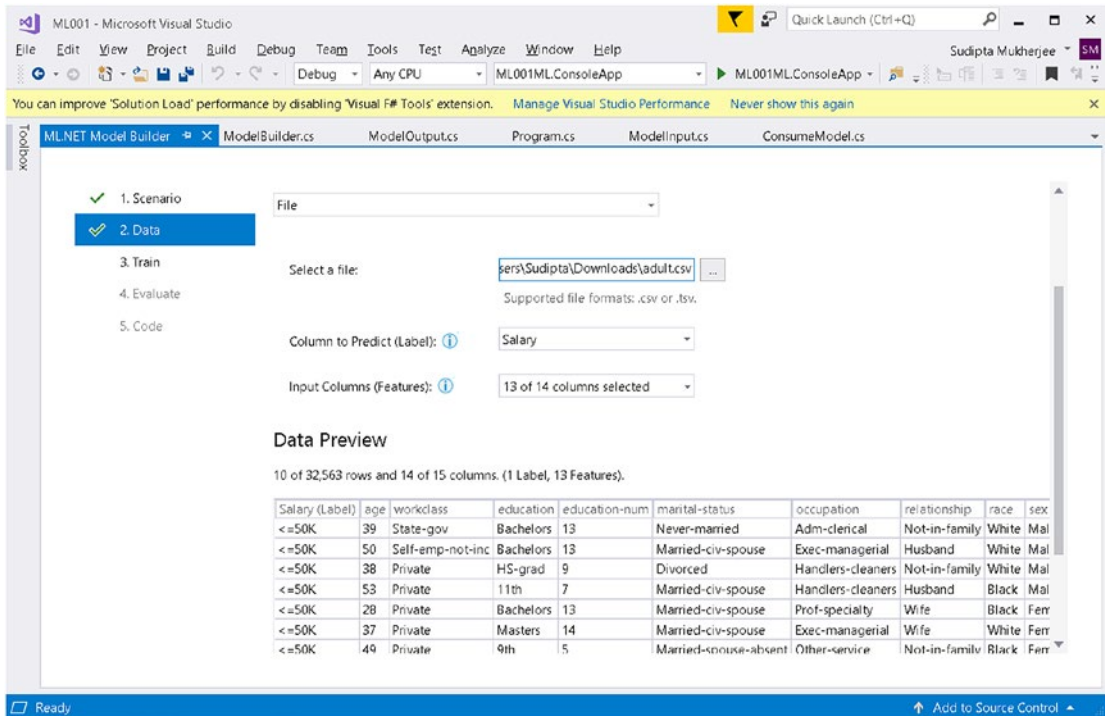 ML001 - Microsoft Visual Studio
Quick Launch (Ctrl+Q)
File Edit View Project Build Debug Team Tools Test Analyze Window Help
Sudipta Mukherjee SM
Debug Any CPU ML001ML.ConsoleApp ML001ML.ConsoleApp
You can improve 'Solution Load' performance by disabling 'Visual F# Tools' extension. Manage Visual Studio Performance Never show this again
Toolbox
ML.NET Model Builder ModelBuilder.cs ModelOutput.cs Program.cs ModelInput.cs ConsumeModel.cs
1. Scenario
2. Data
3. Train
4. Evaluate
5. Code
File
Select a file: sers\Sudipta\Downloads\adult.csv ...
Supported file formats: .csv or .tsv.
Column to Predict (Label): Salary
Input Columns (Features): 13 of 14 columns selected
Data Preview
10 of 32,563 rows and 14 of 15 columns. (1 Label, 13 Features).
Salary (Label) age workclass education education-num marital-status occupation relationship race sex
<=50K 39 State-gov Bachelors 13 Never-married Adm-clerical Not-in-family White Mal
<=50K 50 Self-emp-not-inc Bachelors 13 Married-civ-spouse Exec-managerial Husband White Mal
<=50K 38 Private HS-grad 9 Divorced Handlers-cleaners Not-in-family White Mal
<=50K 53 Private 11th 7 Married-civ-spouse Handlers-cleaners Husband Black Mal
<=50K 28 Private Bachelors 13 Married-civ-spouse Prof-specialty Wife Black Fem
<=50K 37 Private Masters 14 Married-civ-spouse Exec-managerial Wife White Fem
<=50K 49 Private 9th 5 Married-spouse-absent Other-service Not-in-family Black Fem
Ready
Add to Source Control